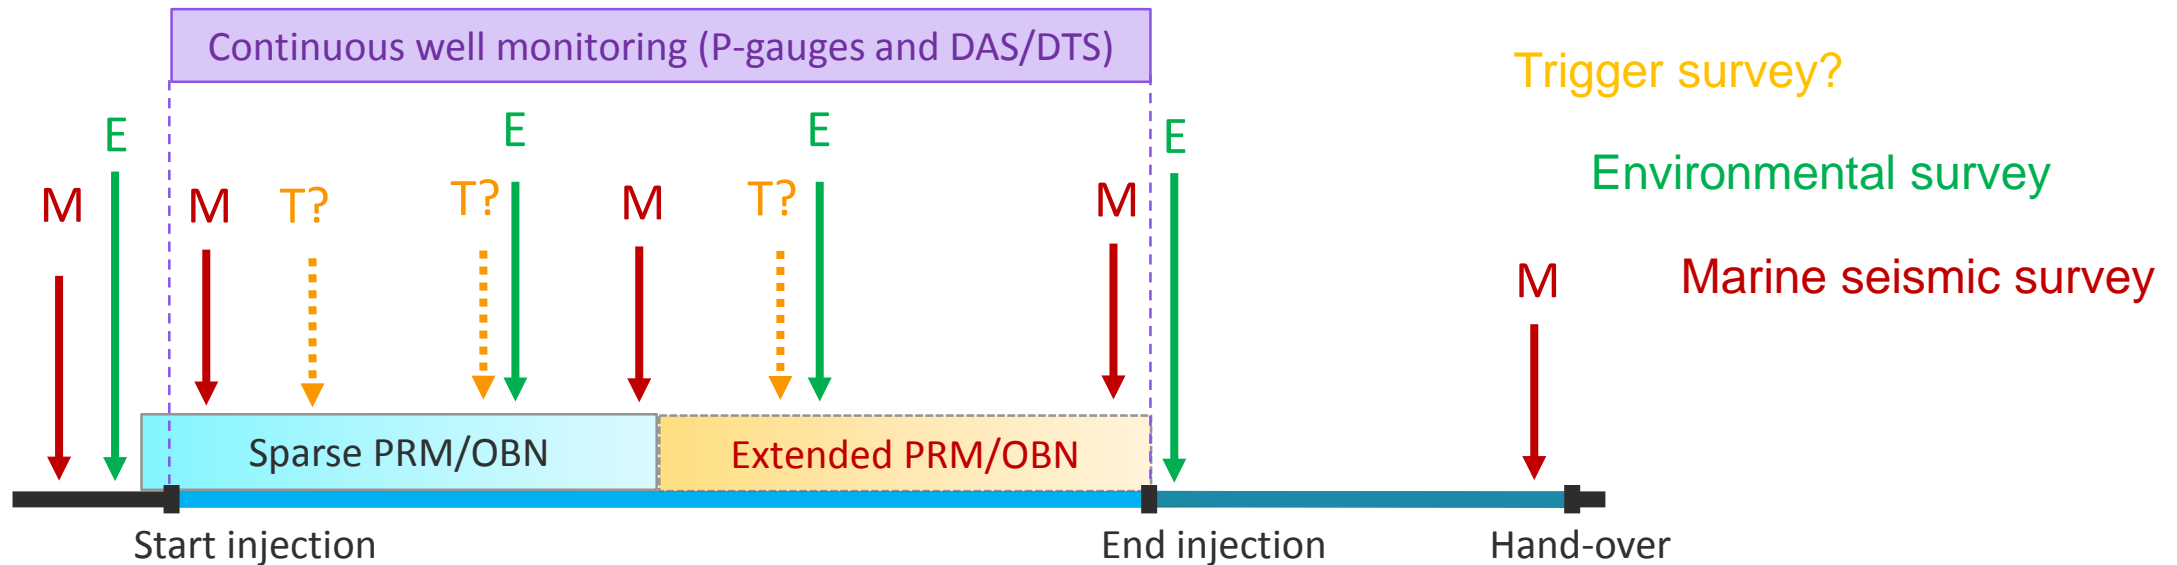 Continuous well monitoring (P-gauges and DAS/DTS)
Trigger survey?
Environmental survey
Marine seismic survey
M
E
M
T?
T?
E
M
T?
E
M
E
M
Sparse PRM/OBN
Extended PRM/OBN
Start injection
End injection
Hand-over